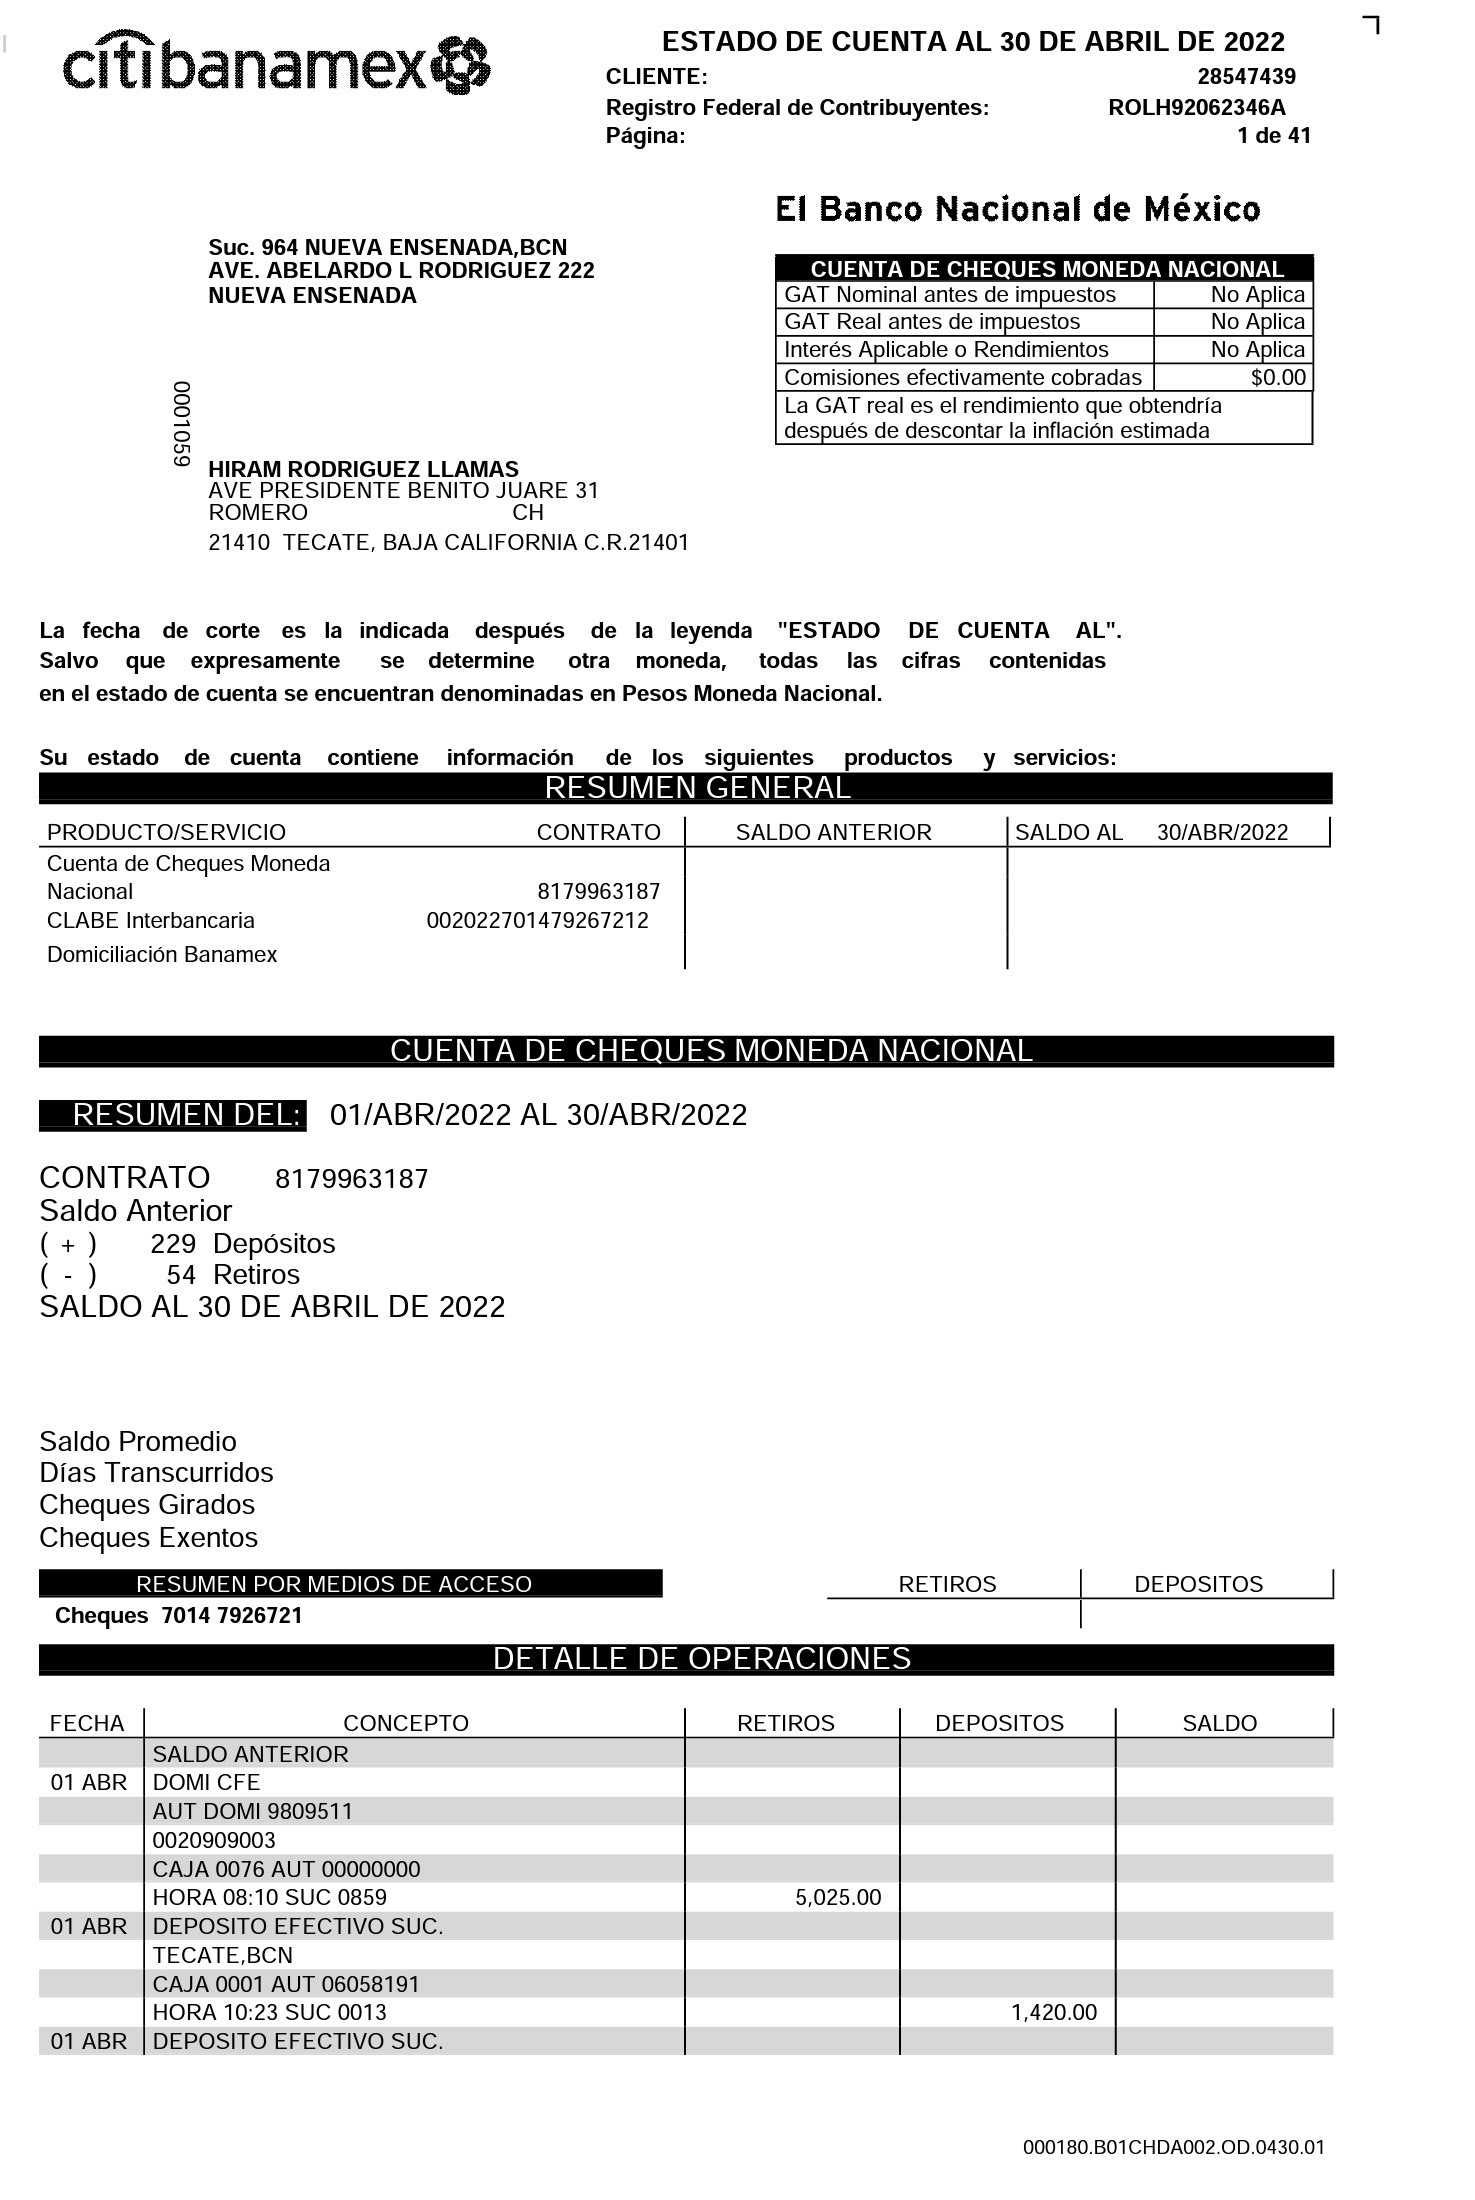 citibanamex
ESTADO DE CUENTA AL 30 DE ABRIL DE 2022
CLIENTE: 28547439
Registro Federal de Contribuyentes: ROLH92062346A
Página: 1 de 41
El Banco Nacional de México
Suc. 964 NUEVA ENSENADA,BCN
AVE. ABELARDO L RODRIGUEZ 222
NUEVA ENSENADA
CUENTA DE CHEQUES MONEDA NACIONAL
GAT Nominal antes de impuestos No Aplica
GAT Real antes de impuestos No Aplica
Interés Aplicable o Rendimientos No Aplica
Comisiones efectivamente cobradas $0.00
La GAT real es el rendimiento que obtendría
después de descontar la inflación estimada
0001059
HIRAM RODRIGUEZ LLAMAS
AVE PRESIDENTE BENITO JUARE 31
ROMERO CH
21410 TECATE, BAJA CALIFORNIA C.R.21401
La fecha de corte es la indicada después de la leyenda "ESTADO DE CUENTA AL".
Salvo que expresamente se determine otra moneda, todas las cifras contenidas
en el estado de cuenta se encuentran denominadas en Pesos Moneda Nacional.
Su estado de cuenta contiene información de los siguientes productos y servicios:
RESUMEN GENERAL
PRODUCTO/SERVICIO CONTRATO SALDO ANTERIOR SALDO AL 30/ABR/2022
Cuenta de Cheques Moneda
Nacional 8179963187
CLABE Interbancaria 002022701479267212
Domiciliación Banamex
CUENTA DE CHEQUES MONEDA NACIONAL
RESUMEN DEL: 01/ABR/2022 AL 30/ABR/2022
CONTRATO 8179963187
Saldo Anterior
( + ) 229 Depósitos
( - ) 54 Retiros
SALDO AL 30 DE ABRIL DE 2022
Saldo Promedio
Días Transcurridos
Cheques Girados
Cheques Exentos
RESUMEN POR MEDIOS DE ACCESO RETIROS DEPOSITOS
Cheques 7014 7926721
DETALLE DE OPERACIONES
FECHA CONCEPTO RETIROS DEPOSITOS SALDO
SALDO ANTERIOR
01 ABR DOMI CFE
AUT DOMI 9809511
0020909003
CAJA 0076 AUT 00000000
HORA 08:10 SUC 0859 5,025.00
01 ABR DEPOSITO EFECTIVO SUC.
TECATE,BCN
CAJA 0001 AUT 06058191
HORA 10:23 SUC 0013 1,420.00
01 ABR DEPOSITO EFECTIVO SUC.
000180.B01CHDA002.OD.0430.01